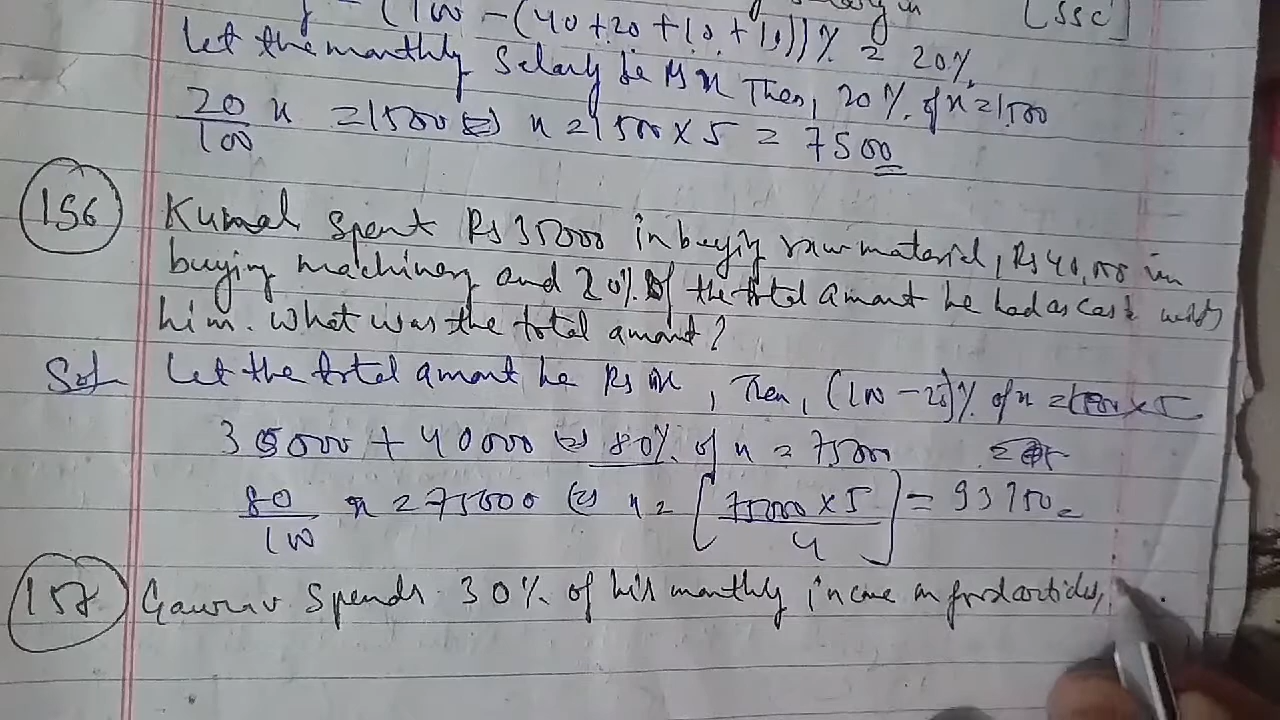 (100 - (40 + 20 + 10 + 10))% = 20% [SSC]
Let the monthly Salary be Rs x Then, 20% of x = 1500
20/100 x = 1500 ⇔ x = 1500 × 5 = 7500
156 Kumal Spent Rs 35000 in buying raw material, Rs 40,000 in
buying machinery and 20% of the total amount he had as cash with
him. What was the total amount?
Sol Let the total amount be Rs x, Then, (100 - 20)% of x =
35000 + 40000 ⇔ 80% of x = 75000
80/100 x = 75000 ⇔ x = [75000 × 5 / 4] = 93750
157 Gaurav Spends 30% of his monthly income on food articles,